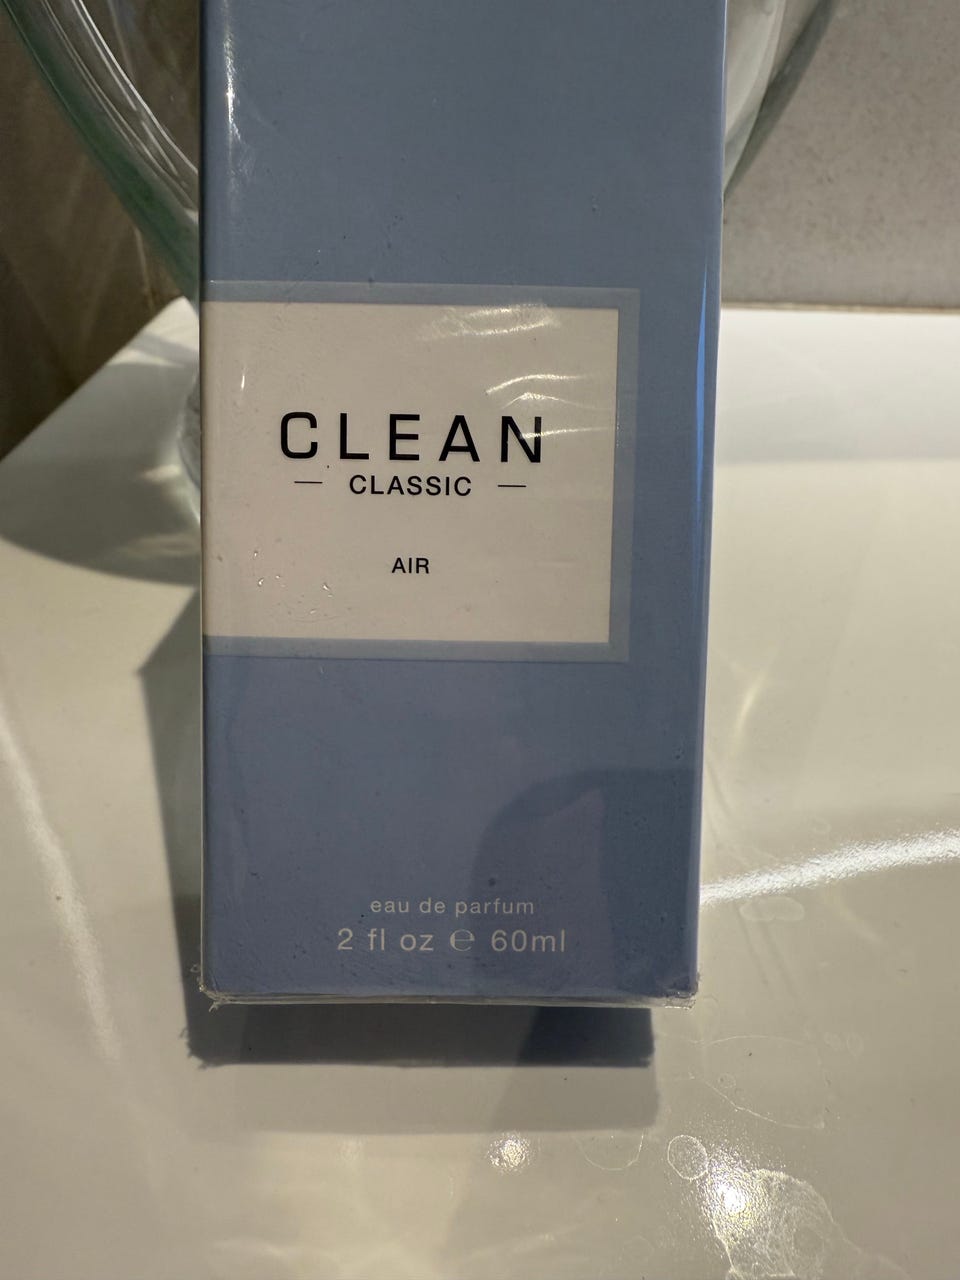 CLEAN
— CLASSIC —
AIR
eau de parfum
2 fl oz ℮ 60ml